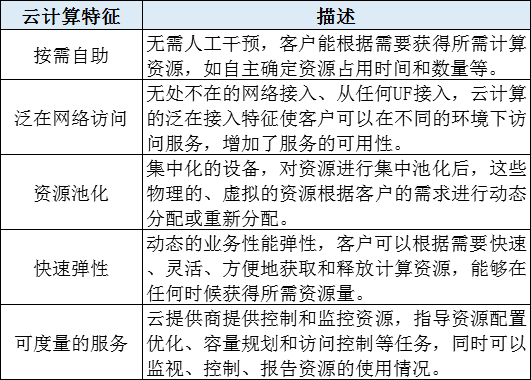 云计算特征
描述
按需自助
无需人工干预，客户能根据需要获得所需计算
资源，如自主确定资源占用时间和数量等。
泛在网络访问
无处不在的网络接入、从任何UF接入，云计算
的泛在接入特征使客户可以在不同的环境下访
问服务，增加了服务的可用性。
资源池化
集中化的设备，对资源进行集中池化后，这些
物理的、虚拟的资源根据客户的需求进行动态
分配或重新分配。
快速弹性
动态的业务性能弹性，客户可以根据需要快速
、灵活、方便地获取和释放计算资源，能够在
任何时候获得所需资源量。
可度量的服务
云提供商提供控制和监控资源，指导资源配置
优化、容量规划和访问控制等任务，同时可以
监视、控制、报告资源的使用情况。